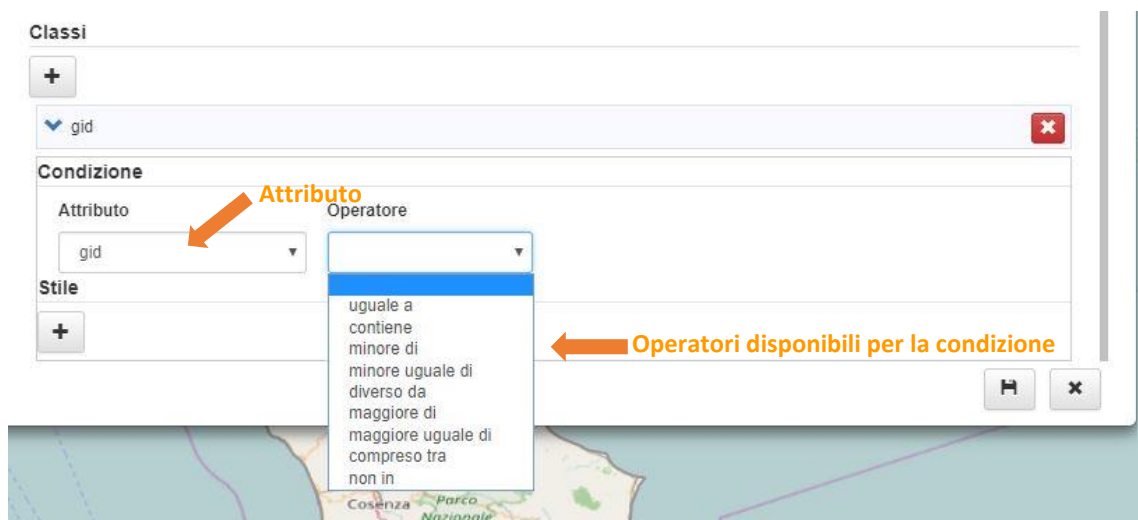 Classi
gid
Condizione
Attributo
Attributo
Operatore
gid
Stile
uguale a
contiene
minore di
minore uguale di
diverso da
maggiore di
maggiore uguale di
compreso tra
non in
Operatori disponibili per la condizione
Cosenza
Parco
Nazionale